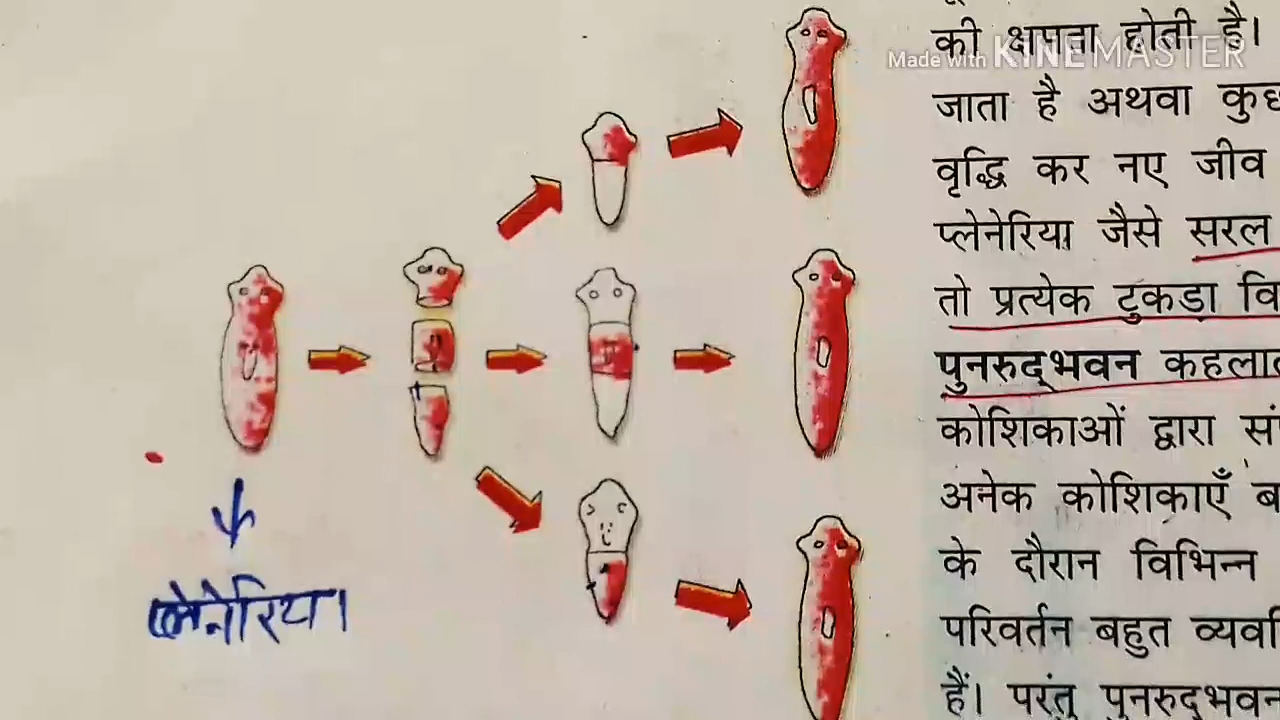 Made with KINEMASTER
की क्षमता होती है।
जाता है अथवा
वृद्धि कर नए जीव
प्लेनेरिया जैसे सरल
तो प्रत्येक टुकड़ा वि
पुनरुद्भवन कहलात
कोशिकाओं द्वारा सं
अनेक कोशिकाएँ ब
के दौरान विभिन्न
परिवर्तन बहुत व्यवि
हैं। परंतु पुनरुद्भवन
प्लेनेरिया